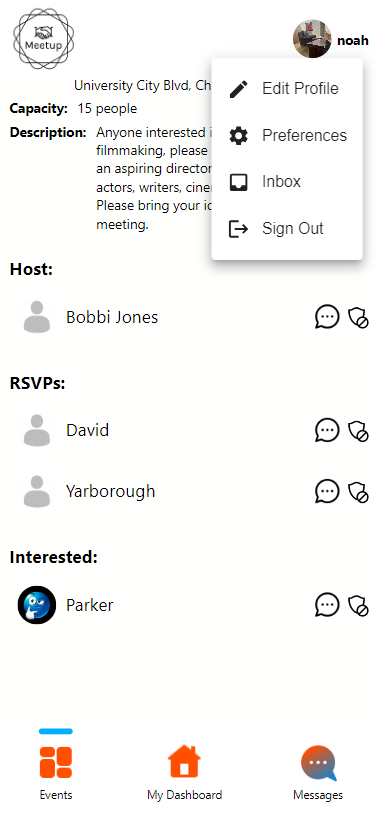 Meetup
noah
University City Blvd, Ch
Capacity: 15 people
Description: Anyone interested i
filmmaking, please
an aspiring director
actors, writers, cine
Please bring your ic
meeting.
Edit Profile
Preferences
Inbox
Sign Out
Host:
Bobbi Jones
RSVPs:
David
Yarborough
Interested:
Parker
Events
My Dashboard
Messages